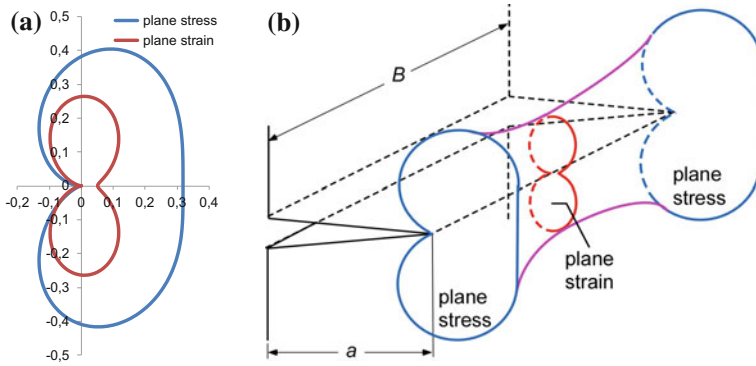 (a)
plane stress
plane strain
0,5
0,4
0,3
0,2
0,1
0
-0,1
-0,2
-0,3
-0,4
-0,5
-0,2 -0,1 0 0,1 0,2 0,3 0,4
(b)
B
plane
stress
plane
stress
plane
strain
a